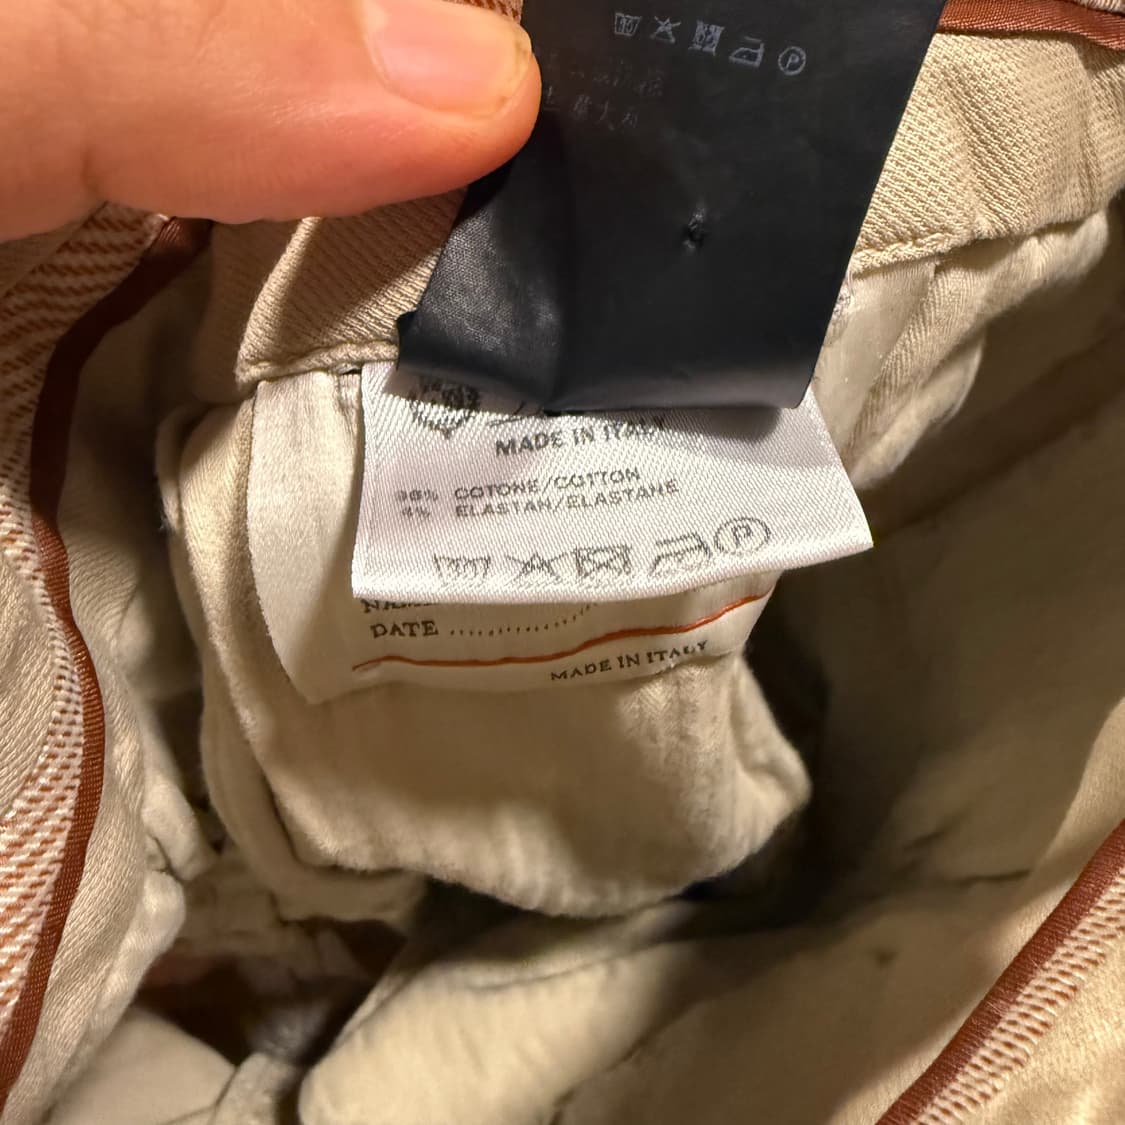 MADE IN ITALY
96% COTONE/COTTON
4% ELASTAN/ELASTANE
P
DATE
MADE IN ITALY